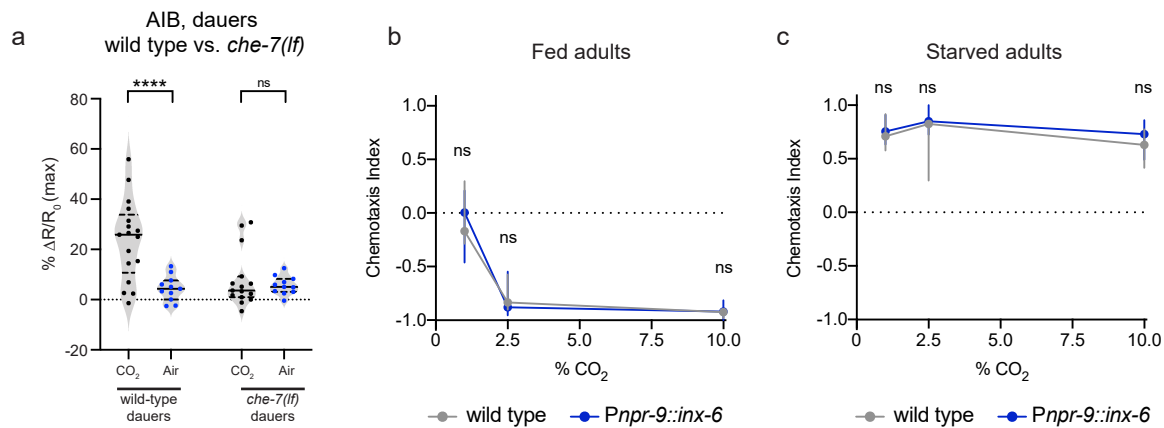 a
AIB, dauers
wild type vs. che-7(lf)
**** ns
% ΔR/R0 (max)
80
60
40
20
0
-20
CO2 Air CO2 Air
wild-type dauers
che-7(lf) dauers
b
Fed adults
Chemotaxis Index
1.0
0.5
0.0
-0.5
-1.0
ns
ns
ns
0 2.5 5.0 7.5 10.0
% CO2
wild type Pnpr-9::inx-6
c
Starved adults
Chemotaxis Index
ns ns ns
1.0
0.5
0.0
-0.5
-1.0
0 2.5 5.0 7.5 10.0
% CO2
wild type Pnpr-9::inx-6